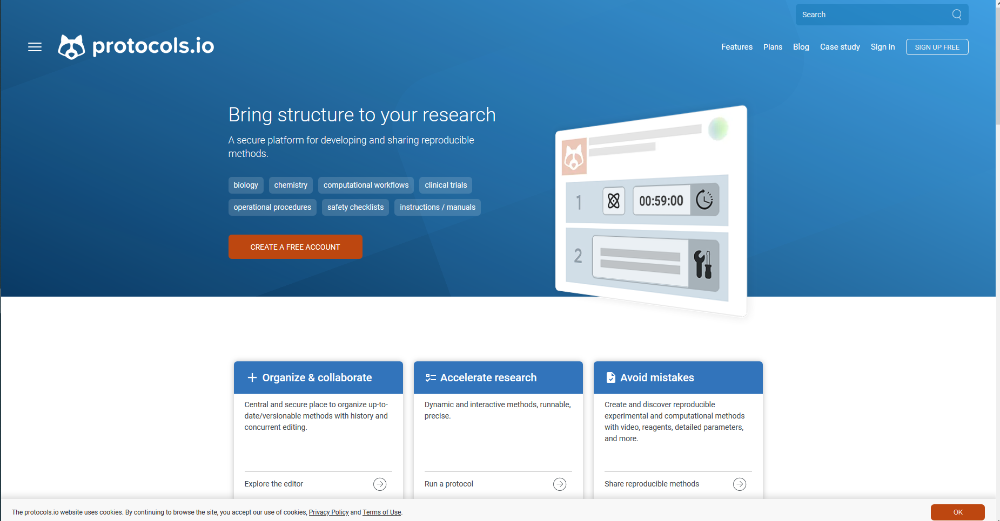 Search
protocols.io
Features
Plans
Blog
Case study
Sign in
SIGN UP FREE
Bring structure to your research
A secure platform for developing and sharing reproducible
methods.
biology
chemistry
computational workflows
clinical trials
operational procedures
safety checklists
instructions / manuals
CREATE A FREE ACCOUNT
1
00:59:00
2
Organize & collaborate
Central and secure place to organize up-to-
date/versionable methods with history and
concurrent editing.
Explore the editor
Accelerate research
Dynamic and interactive methods, runnable,
precise.
Run a protocol
Avoid mistakes
Create and discover reproducible
experimental and computational methods
with video, reagents, detailed parameters,
and more.
Share reproducible methods
The protocols.io website uses cookies. By continuing to browse the site, you accept our use of cookies, Privacy Policy and Terms of Use.
OK